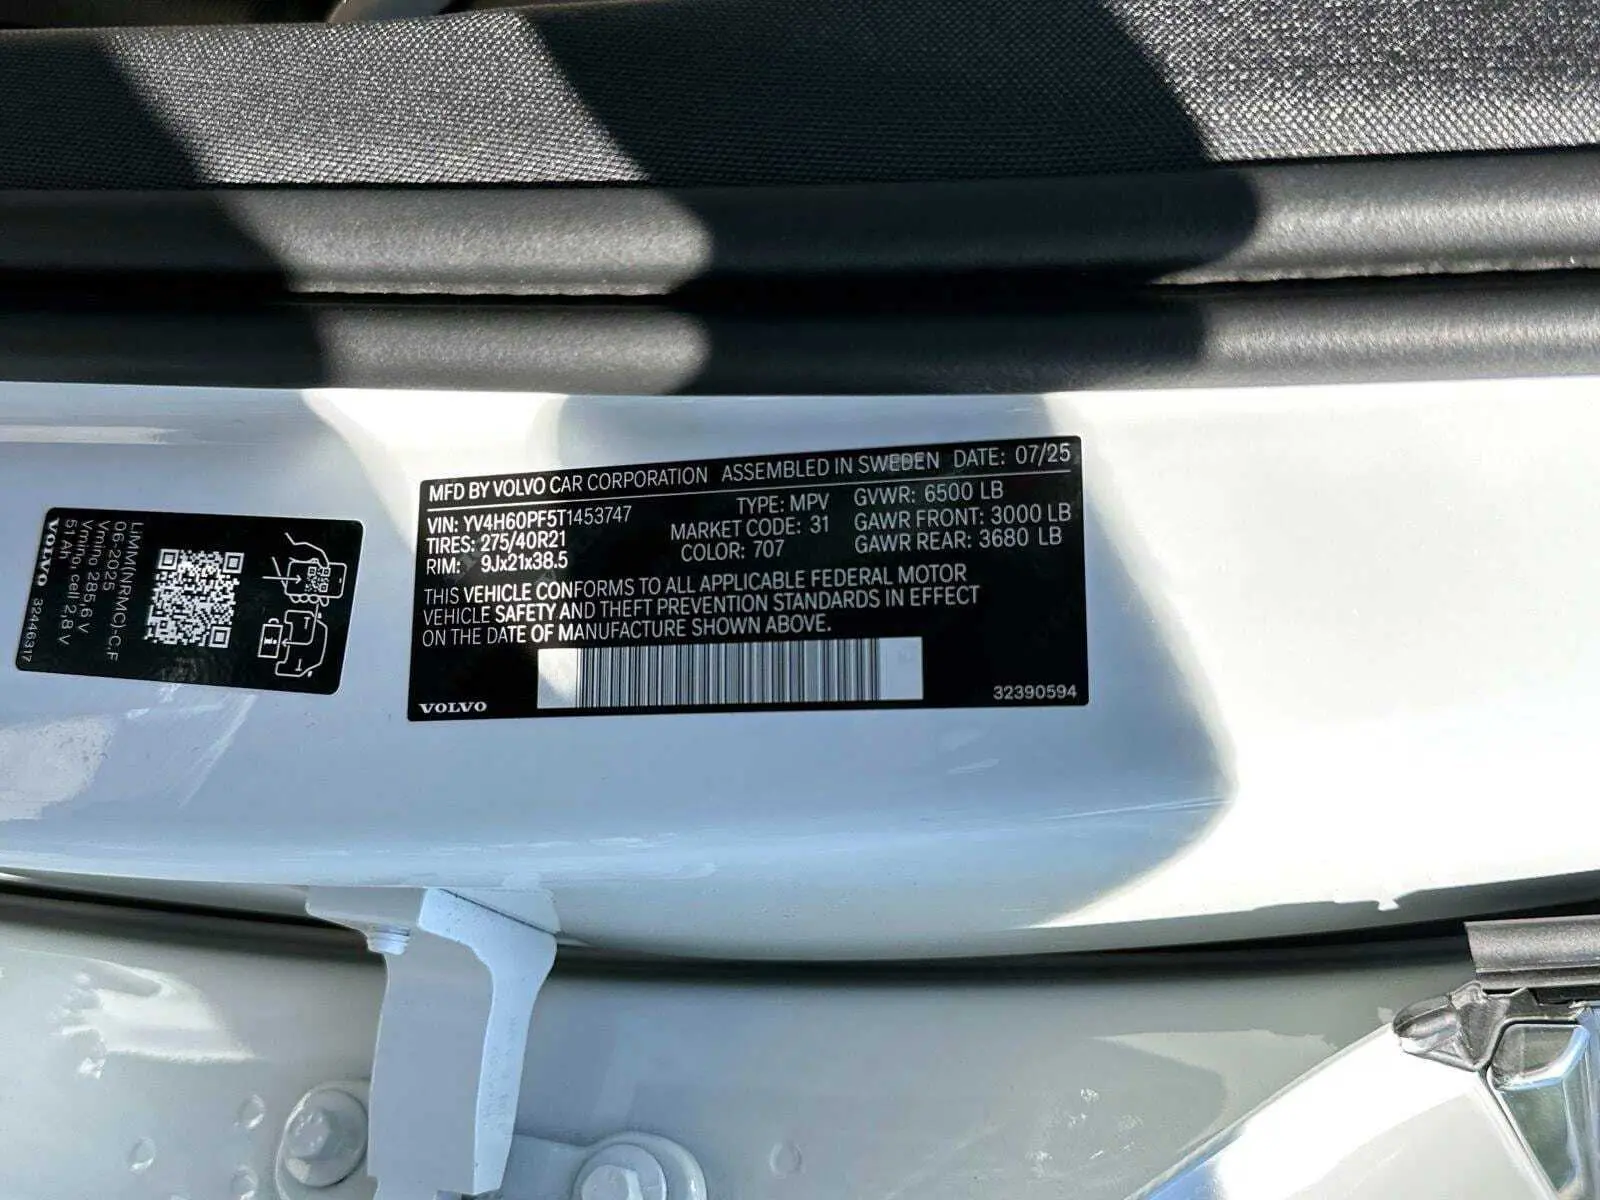 MFD BY VOLVO CAR CORPORATION ASSEMBLED IN SWEDEN DATE: 07/25
VIN: YV4H60PF5T1453747 TYPE: MPV GVWR: 6500 LB
TIRES: 275/40R21 MARKET CODE: 31 GAWR FRONT: 3000 LB
RIM: 9Jx21x38.5 COLOR: 707 GAWR REAR: 3680 LB
THIS VEHICLE CONFORMS TO ALL APPLICABLE FEDERAL MOTOR
VEHICLE SAFETY AND THEFT PREVENTION STANDARDS IN EFFECT
ON THE DATE OF MANUFACTURE SHOWN ABOVE.
VOLVO 32390594
LiMM(NRMC)-C,F
06-2025
Vmin 285,6 V
Vmin, cell 2,8 V
51 Ah
VOLVO 32446317